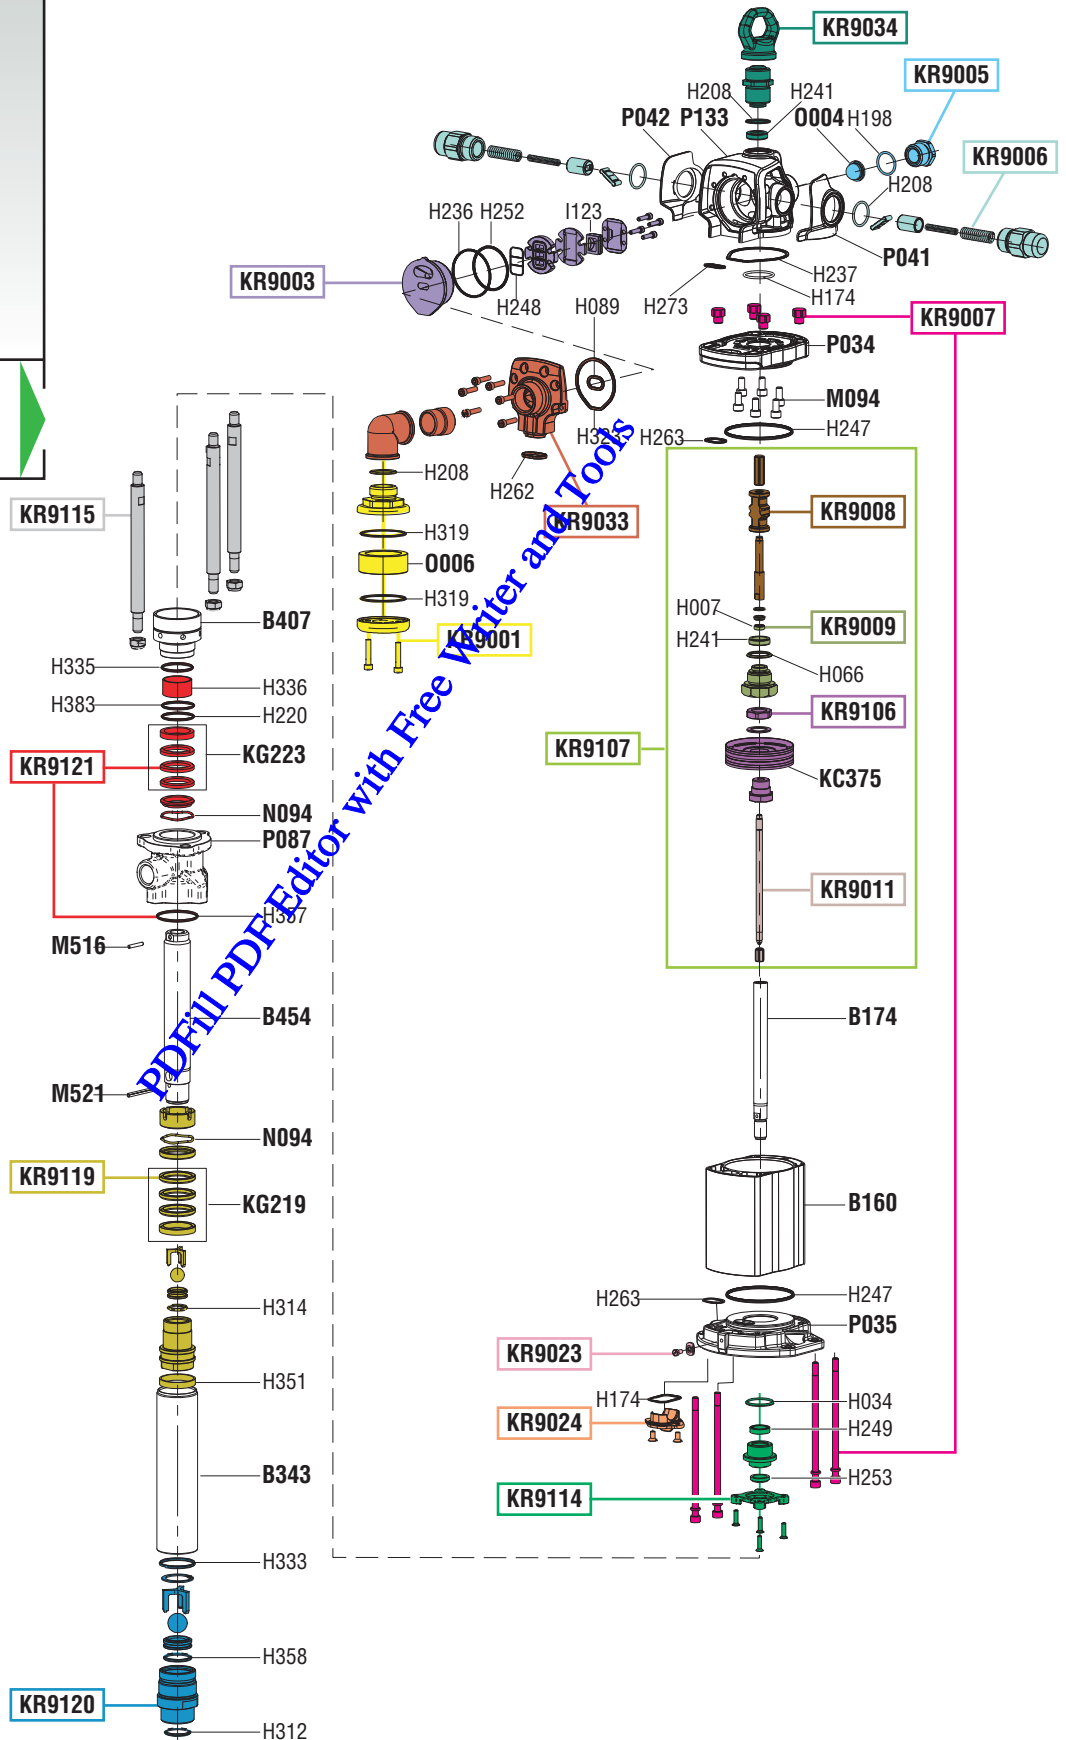 KR9034
KR9005
H208
H241
P042
P133
O004
H198
KR9006
H208
H236
H252
I123
P041
H237
KR9003
H248
H273
H174
H089
KR9007
P034
M094
H323
H263
H247
H208
H262
KR9115
KR9033
KR9008
H319
O006
H319
H007
KR9009
B407
KR9001
H241
H335
H066
H336
H383
H220
KR9106
KR9107
KG223
KR9121
KC375
N094
P087
KR9011
H357
M516
B454
B174
M521
N094
KR9119
KG219
B160
H263
H247
H314
P035
KR9023
H351
H174
H034
KR9024
H249
B343
H253
KR9114
H333
H358
KR9120
H312
PDFill PDF Editor with Free Writer and Tools